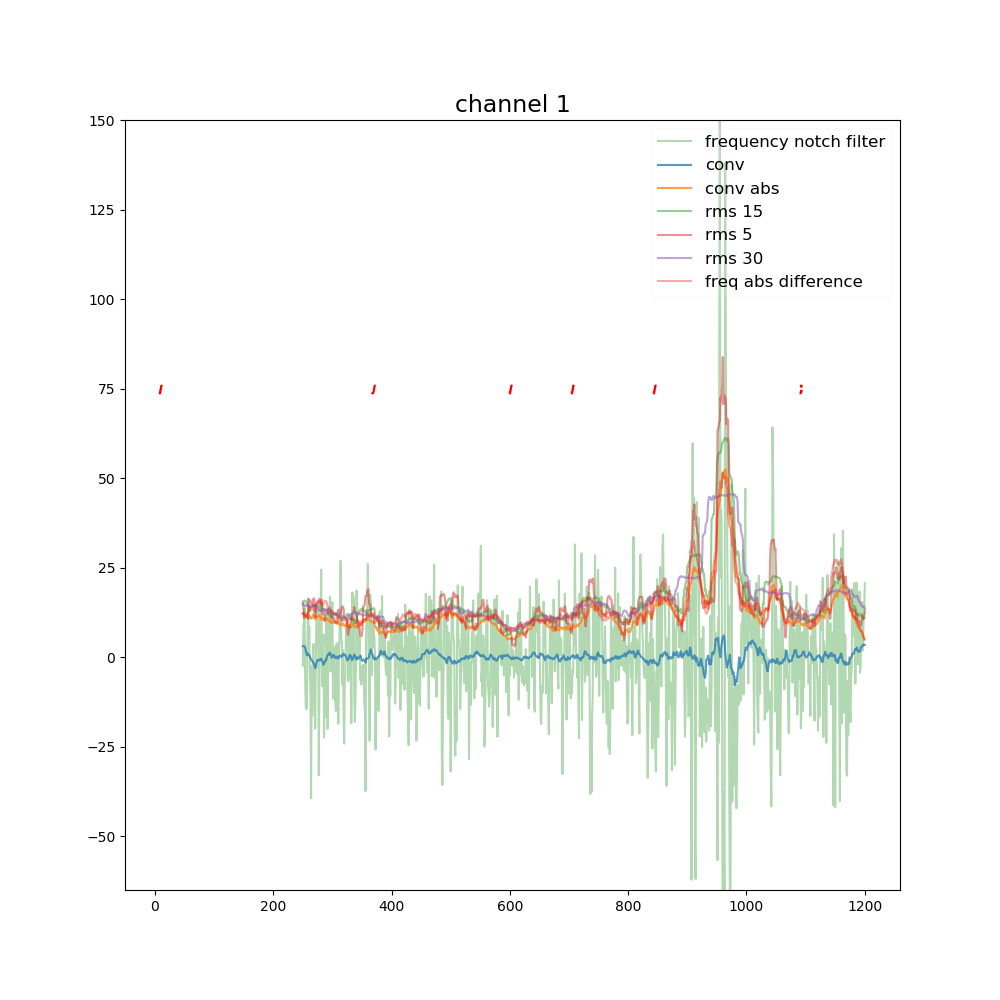 channel 1
150
125
100
75
50
25
0
−25
−50
frequency notch filter
conv
conv abs
rms 15
rms 5
rms 30
freq abs difference
/ / / / / ;
0 200 400 600 800 1000 1200